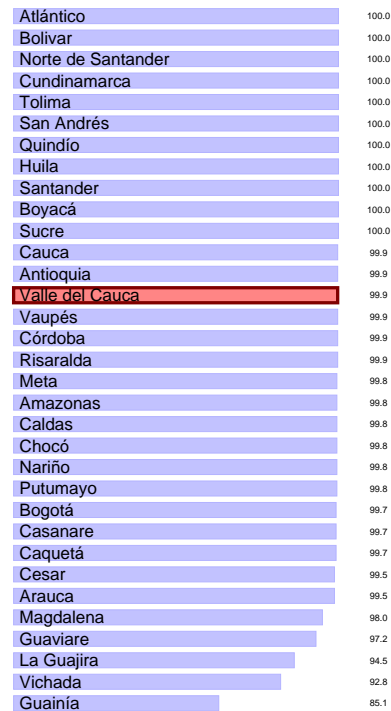 Atlántico 100.0
Bolivar 100.0
Norte de Santander 100.0
Cundinamarca 100.0
Tolima 100.0
San Andrés 100.0
Quindío 100.0
Huila 100.0
Santander 100.0
Boyacá 100.0
Sucre 100.0
Cauca 99.9
Antioquia 99.9
Valle del Cauca 99.9
Vaupés 99.9
Córdoba 99.9
Risaralda 99.9
Meta 99.8
Amazonas 99.8
Caldas 99.8
Chocó 99.8
Nariño 99.8
Putumayo 99.8
Bogotá 99.7
Casanare 99.7
Caquetá 99.7
Cesar 99.5
Arauca 99.5
Magdalena 98.0
Guaviare 97.2
La Guajira 94.5
Vichada 92.8
Guainía 85.1